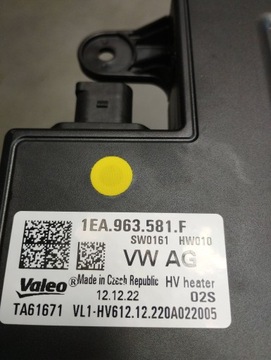 1EA.963.581.F
SW0161 HW010
VW AG
Valeo Made in Czech Republic HV heater
12.12.22 02S
TA61671 VL1-HV612.12.220A022005